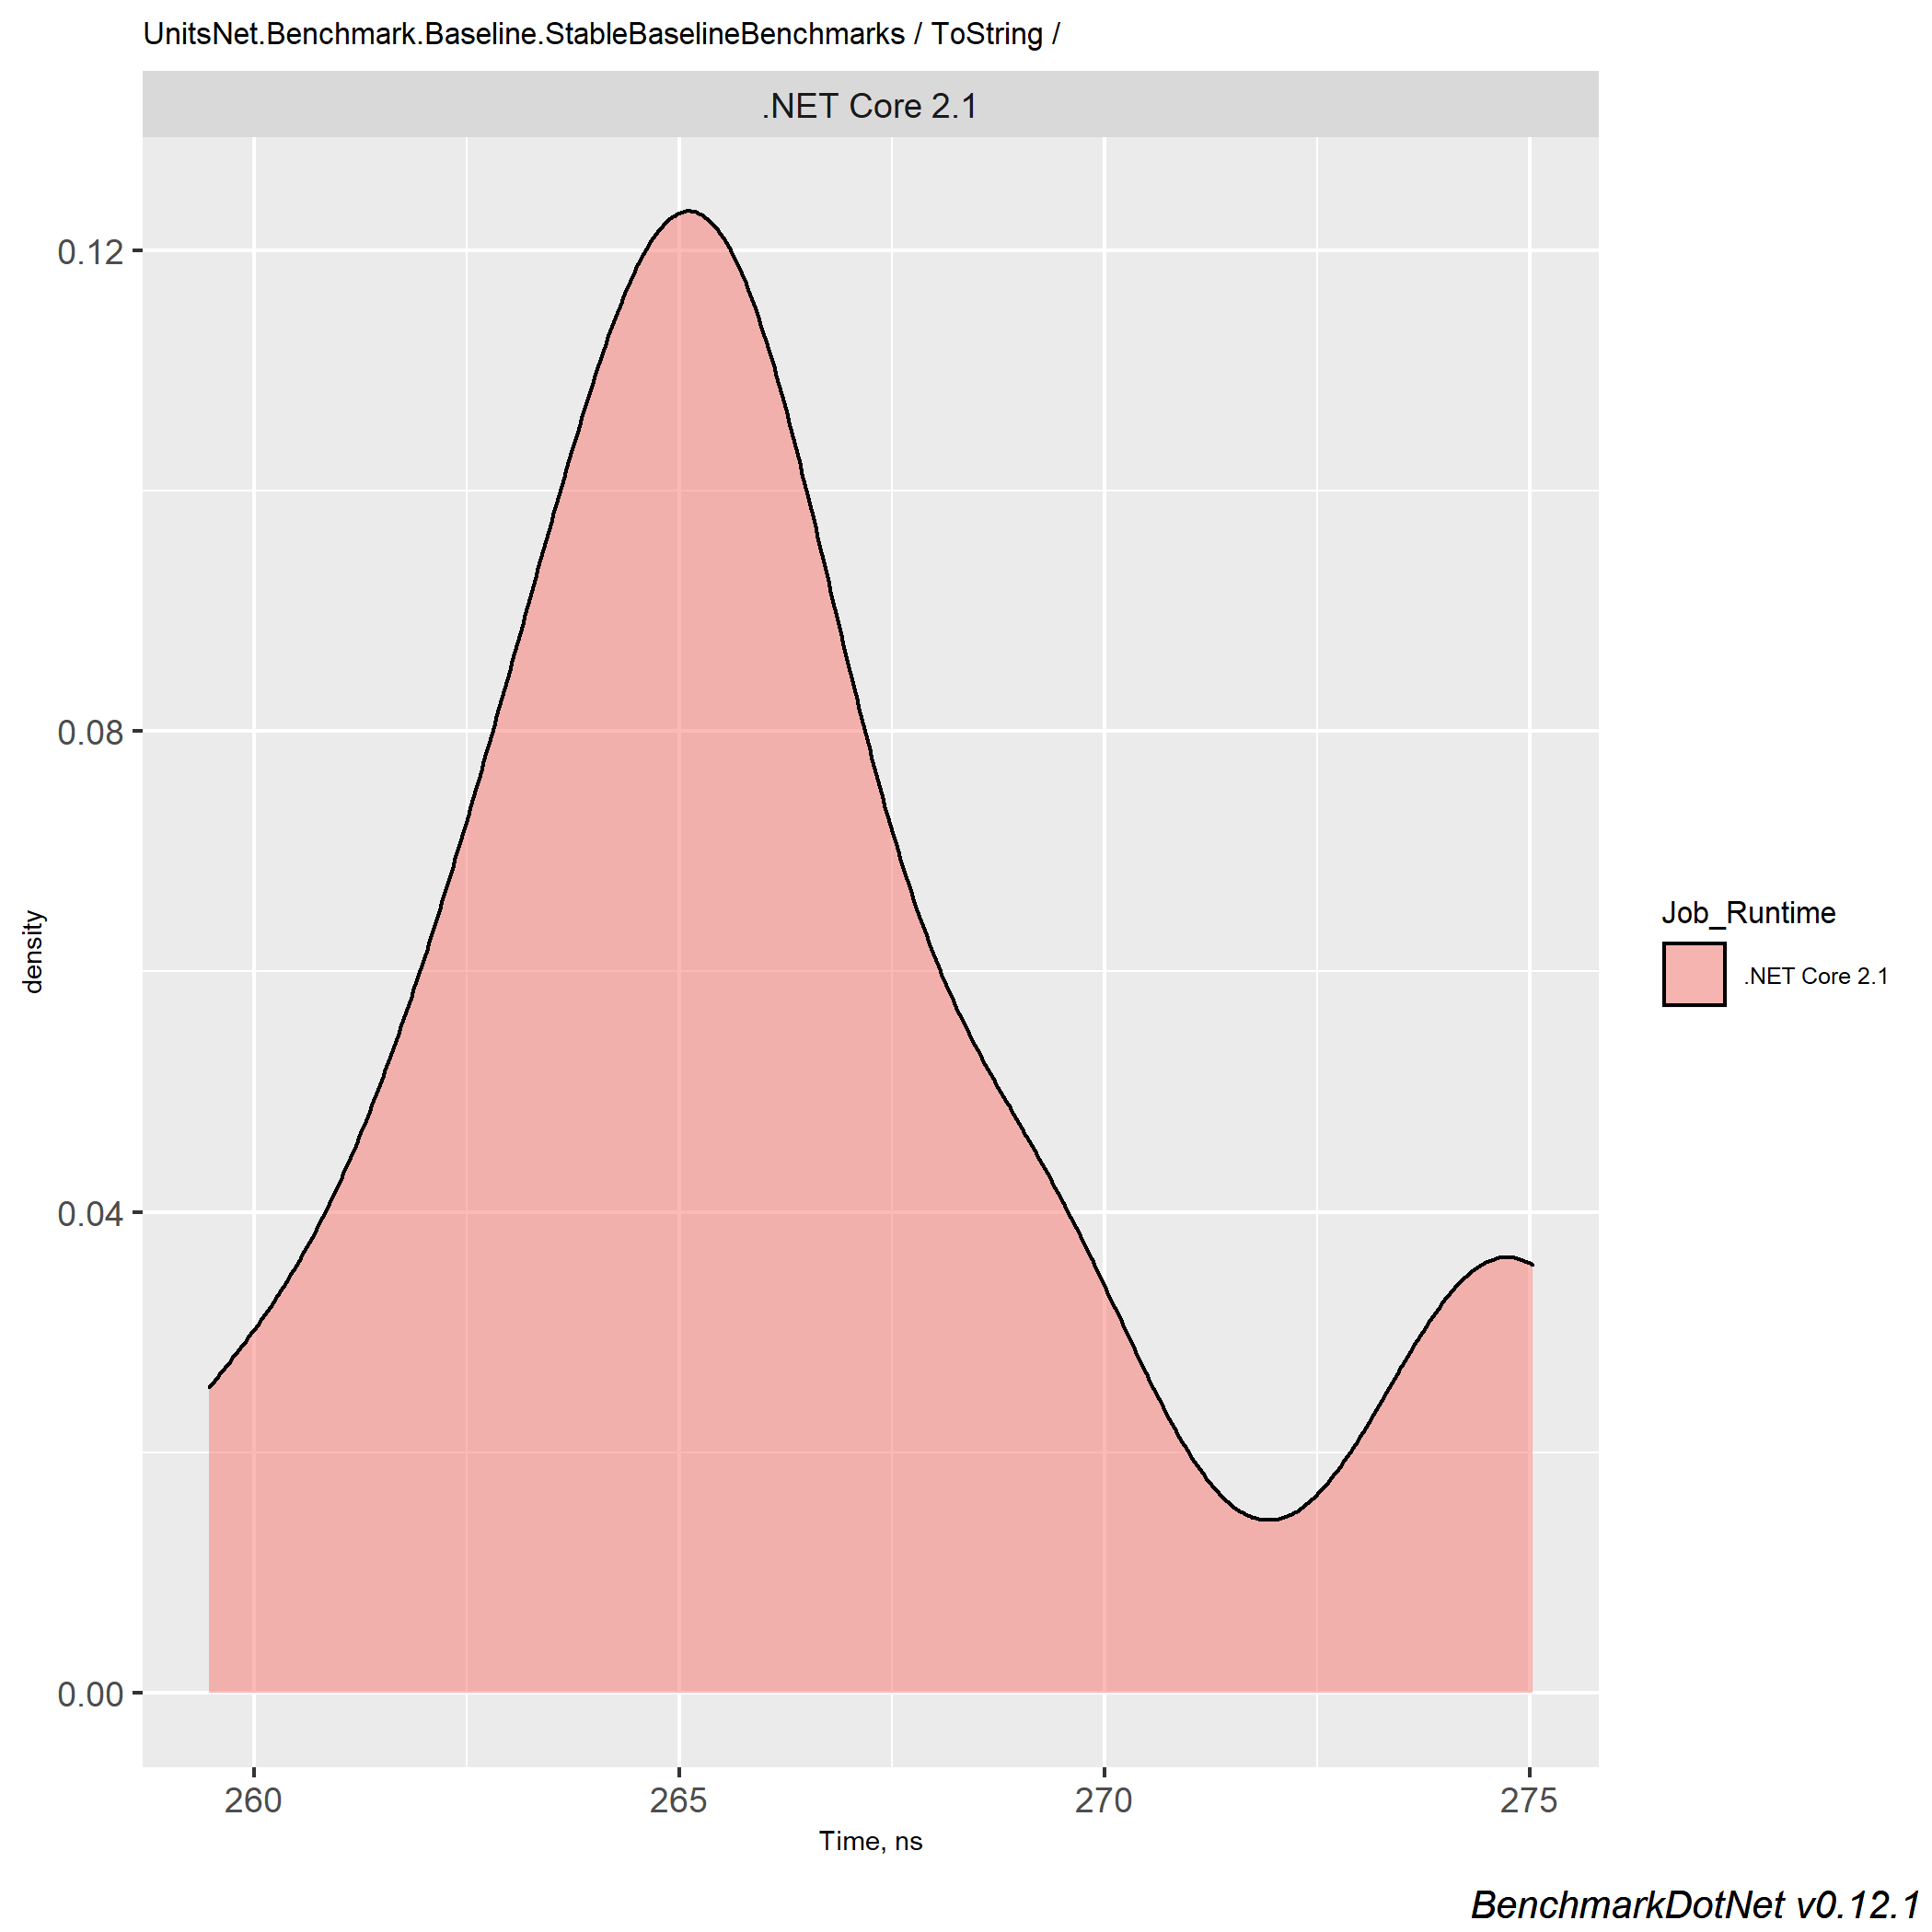 UnitsNet.Benchmark.Baseline.StableBaselineBenchmarks / ToString /
.NET Core 2.1
0.12
0.08
0.04
0.00
density
260 265 270 275
Time, ns
Job_Runtime
.NET Core 2.1
BenchmarkDotNet v0.12.1